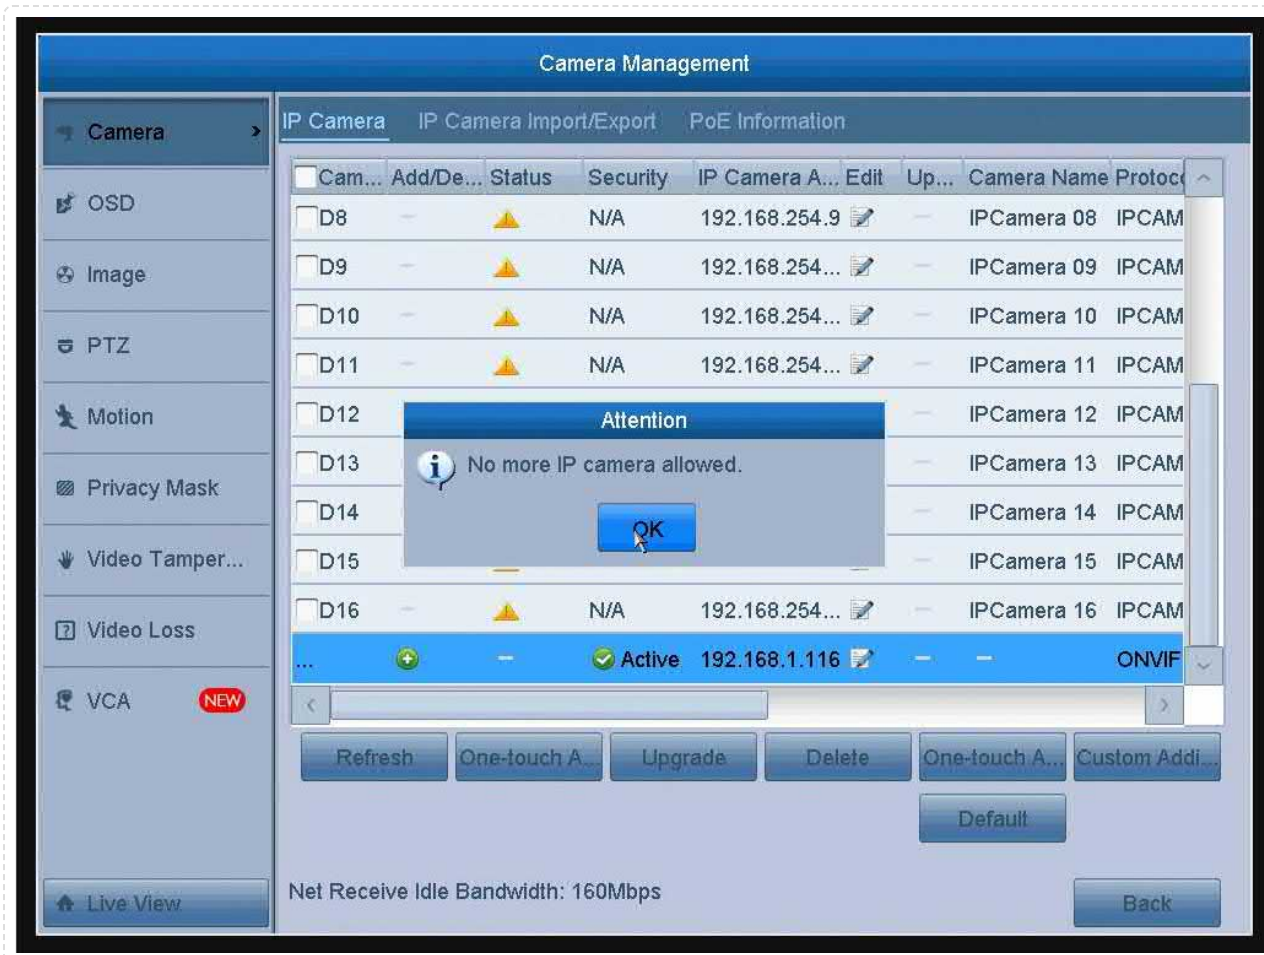 Camera Management
Camera
OSD
Image
PTZ
Motion
Privacy Mask
Video Tamper...
Video Loss
VCA NEW
Live View
IP Camera IP Camera Import/Export PoE Information
Cam... Add/De... Status Security IP Camera A... Edit Up... Camera Name Protoc
D8 N/A 192.168.254.9 IPCamera 08 IPCAM
D9 N/A 192.168.254... IPCamera 09 IPCAM
D10 N/A 192.168.254... IPCamera 10 IPCAM
D11 N/A 192.168.254... IPCamera 11 IPCAM
D12 IPCamera 12 IPCAM
D13 IPCamera 13 IPCAM
D14 IPCamera 14 IPCAM
D15 IPCamera 15 IPCAM
D16 N/A 192.168.254... IPCamera 16 IPCAM
... Active 192.168.1.116 ONVIF
Attention
No more IP camera allowed.
OK
Refresh One-touch A... Upgrade Delete One-touch A... Custom Addi...
Default
Net Receive Idle Bandwidth: 160Mbps
Back